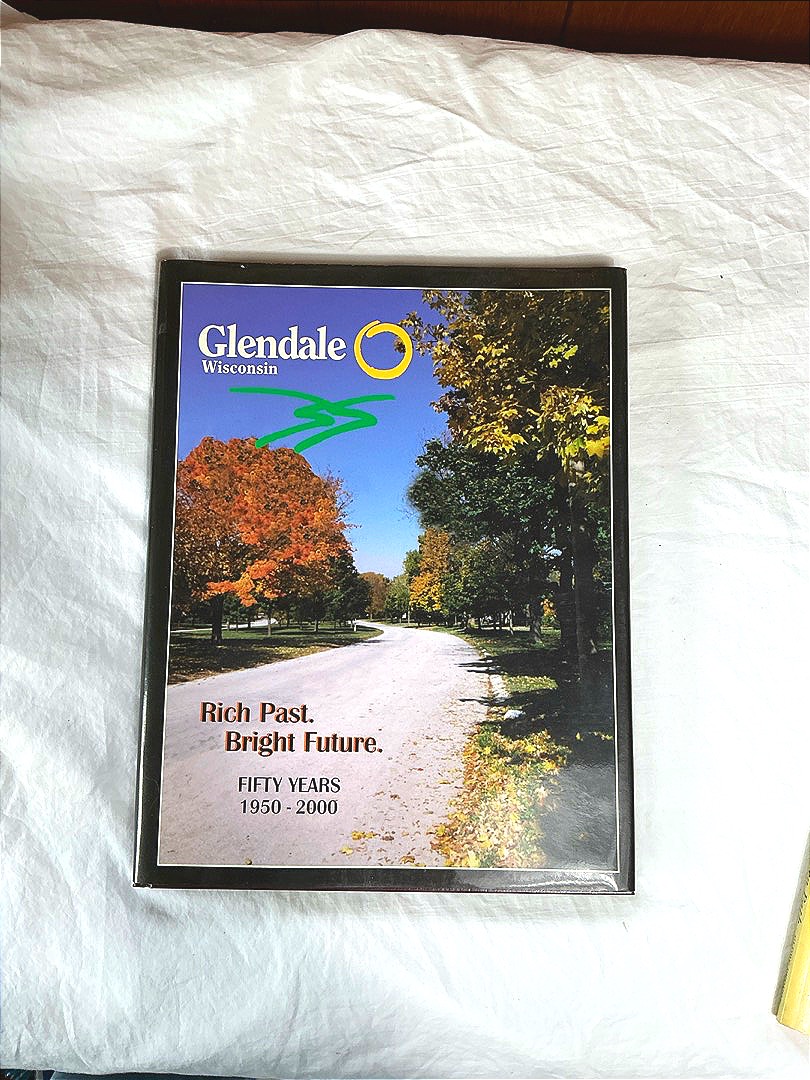 Glendale
Wisconsin
Rich Past.
Bright Future.
FIFTY YEARS
1950 - 2000